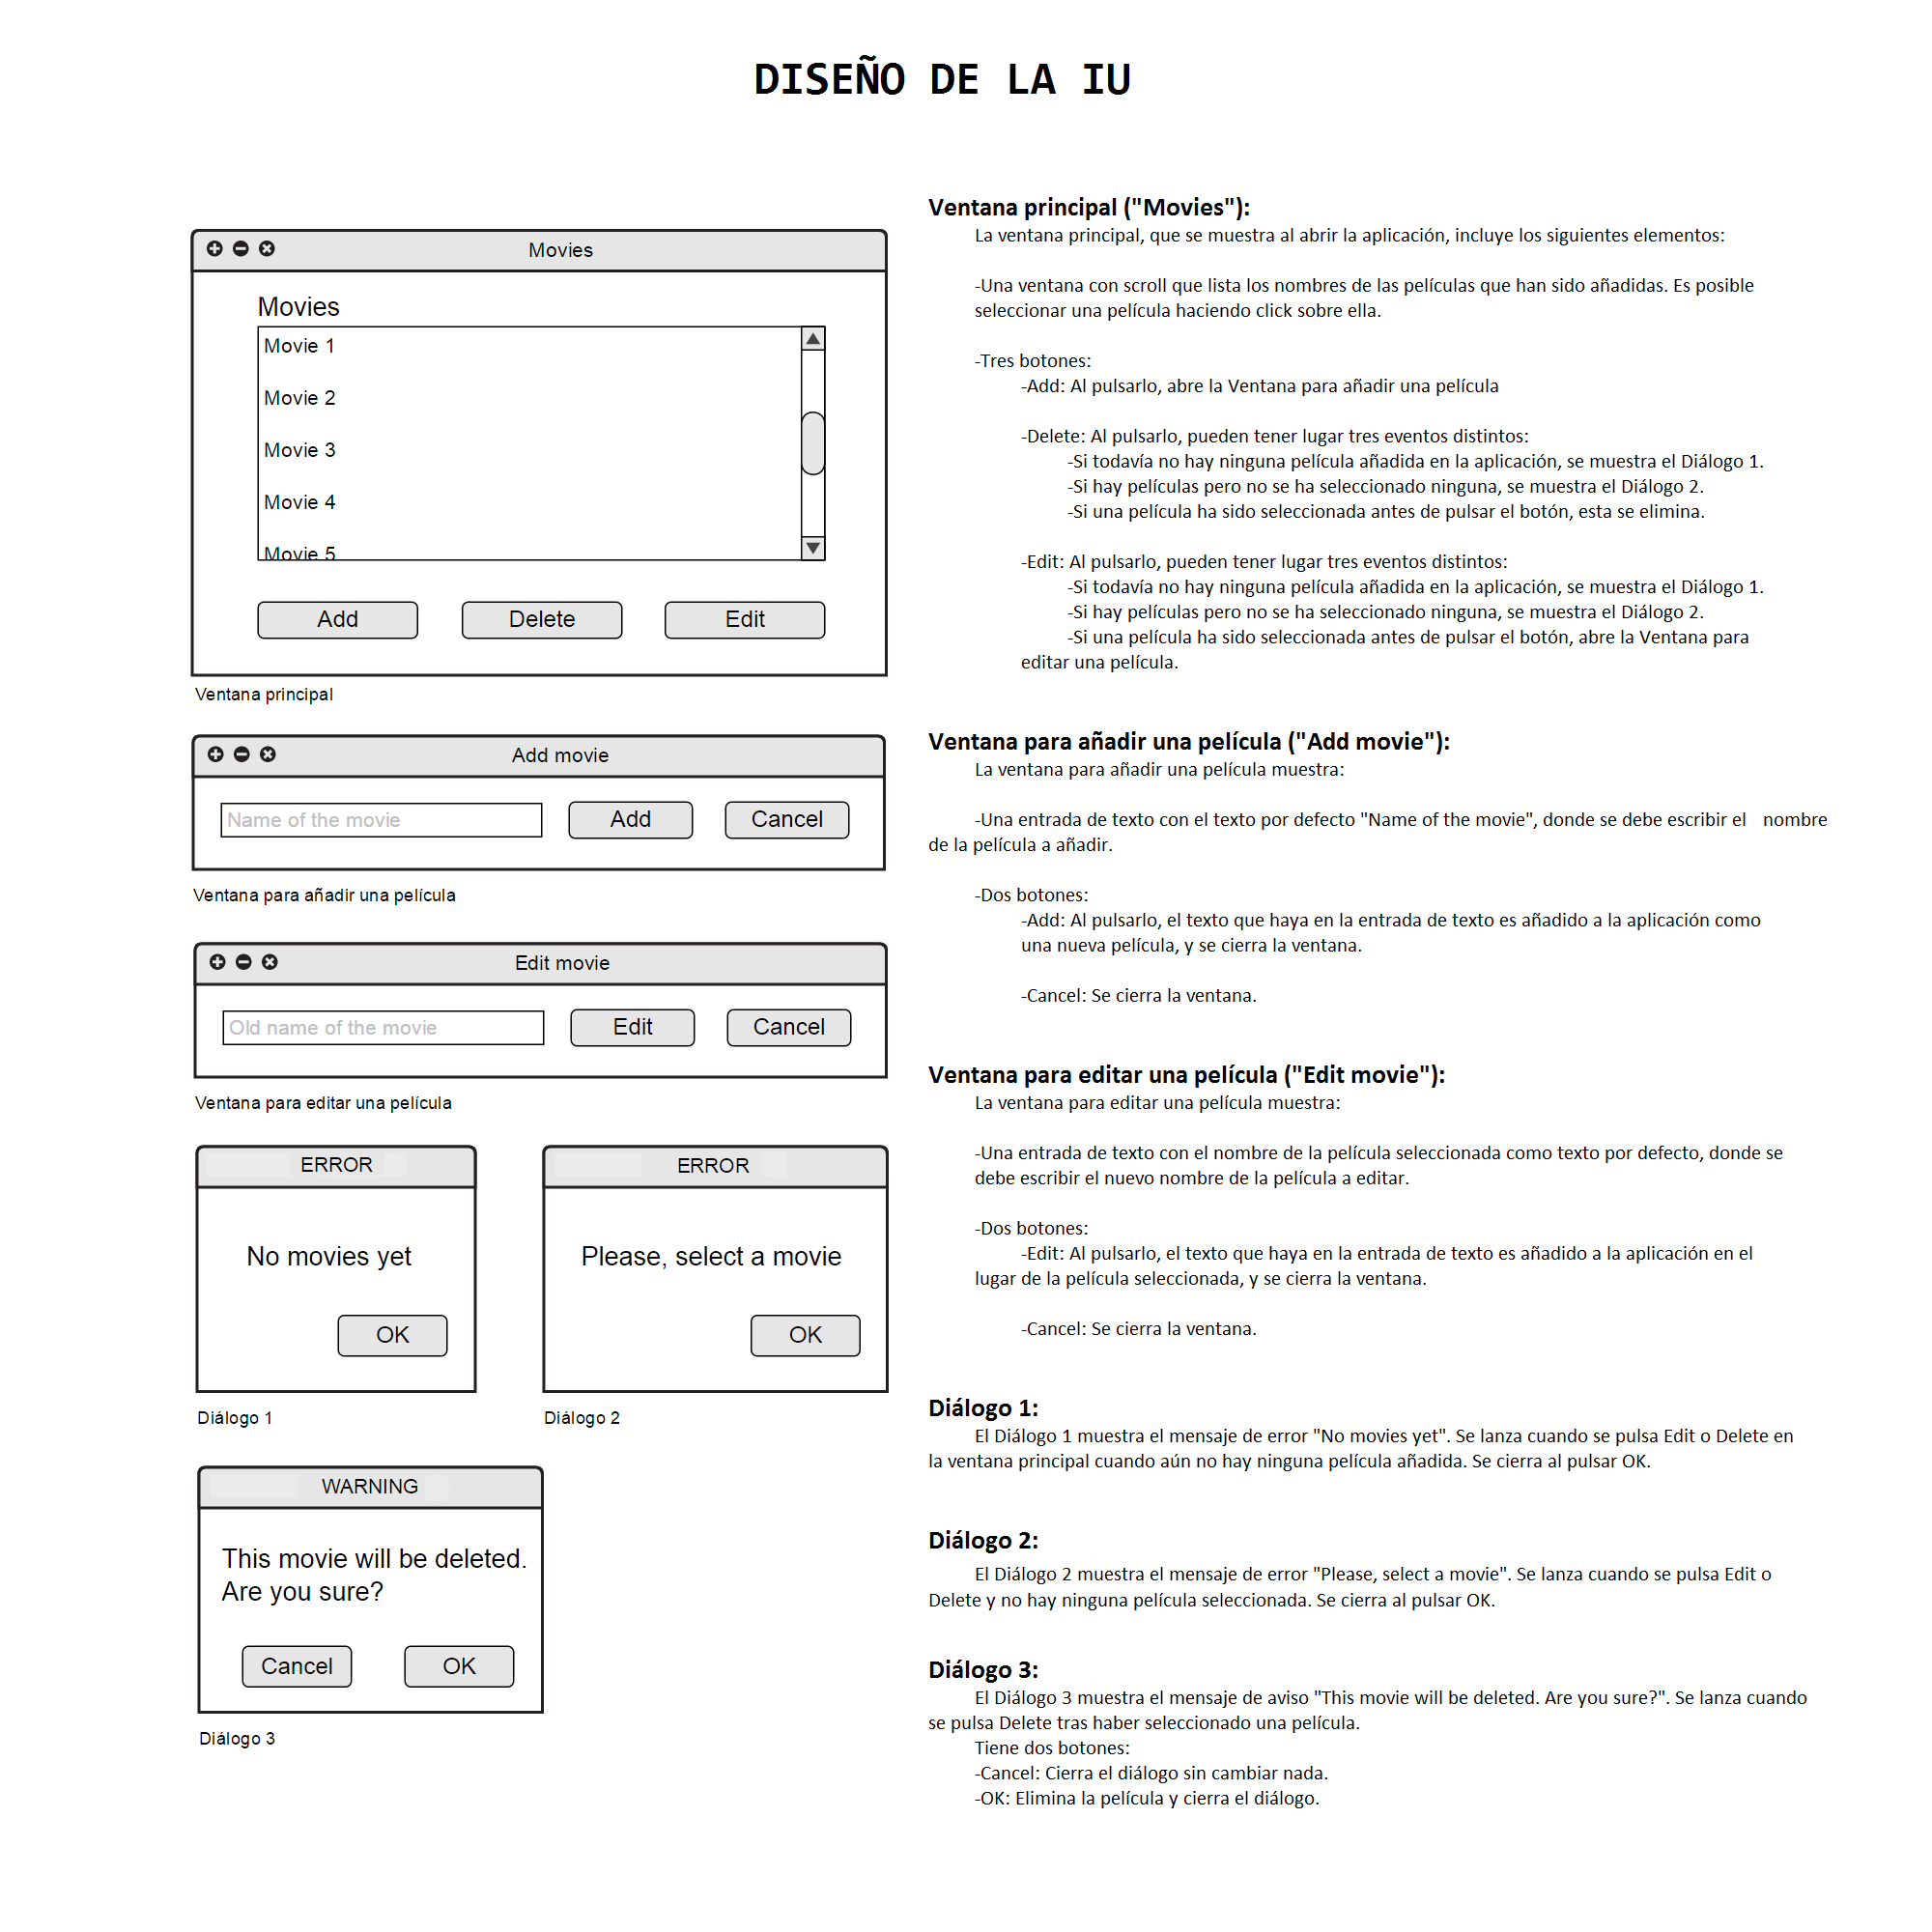 DISEÑO DE LA IU
Movies
Movies
Movie 1
Movie 2
Movie 3
Movie 4
Movie 5
Add
Delete
Edit
Ventana principal
Add movie
Name of the movie
Add
Cancel
Ventana para añadir una película
Edit movie
Old name of the movie
Edit
Cancel
Ventana para editar una película
ERROR
No movies yet
OK
Diálogo 1
ERROR
Please, select a movie
OK
Diálogo 2
WARNING
This movie will be deleted.
Are you sure?
Cancel
OK
Diálogo 3
Ventana principal ("Movies"):
La ventana principal, que se muestra al abrir la aplicación, incluye los siguientes elementos:
-Una ventana con scroll que lista los nombres de las películas que han sido añadidas. Es posible
seleccionar una película haciendo click sobre ella.
-Tres botones:
-Add: Al pulsarlo, abre la Ventana para añadir una película
-Delete: Al pulsarlo, pueden tener lugar tres eventos distintos:
-Si todavía no hay ninguna película añadida en la aplicación, se muestra el Diálogo 1.
-Si hay películas pero no se ha seleccionado ninguna, se muestra el Diálogo 2.
-Si una película ha sido seleccionada antes de pulsar el botón, esta se elimina.
-Edit: Al pulsarlo, pueden tener lugar tres eventos distintos:
-Si todavía no hay ninguna película añadida en la aplicación, se muestra el Diálogo 1.
-Si hay películas pero no se ha seleccionado ninguna, se muestra el Diálogo 2.
-Si una película ha sido seleccionada antes de pulsar el botón, abre la Ventana para
editar una película.
Ventana para añadir una película ("Add movie"):
La ventana para añadir una película muestra:
-Una entrada de texto con el texto por defecto "Name of the movie", donde se debe escribir el nombre
de la película a añadir.
-Dos botones:
-Add: Al pulsarlo, el texto que haya en la entrada de texto es añadido a la aplicación como
una nueva película, y se cierra la ventana.
-Cancel: Se cierra la ventana.
Ventana para editar una película ("Edit movie"):
La ventana para editar una película muestra:
-Una entrada de texto con el nombre de la película seleccionada como texto por defecto, donde se
debe escribir el nuevo nombre de la película a editar.
-Dos botones:
-Edit: Al pulsarlo, el texto que haya en la entrada de texto es añadido a la aplicación en el
lugar de la película seleccionada, y se cierra la ventana.
-Cancel: Se cierra la ventana.
Diálogo 1:
El Diálogo 1 muestra el mensaje de error "No movies yet". Se lanza cuando se pulsa Edit o Delete en
la ventana principal cuando aún no hay ninguna película añadida. Se cierra al pulsar OK.
Diálogo 2:
El Diálogo 2 muestra el mensaje de error "Please, select a movie". Se lanza cuando se pulsa Edit o
Delete y no hay ninguna película seleccionada. Se cierra al pulsar OK.
Diálogo 3:
El Diálogo 3 muestra el mensaje de aviso "This movie will be deleted. Are you sure?". Se lanza cuando
se pulsa Delete tras haber seleccionado una película.
Tiene dos botones:
-Cancel: Cierra el diálogo sin cambiar nada.
-OK: Elimina la película y cierra el diálogo.